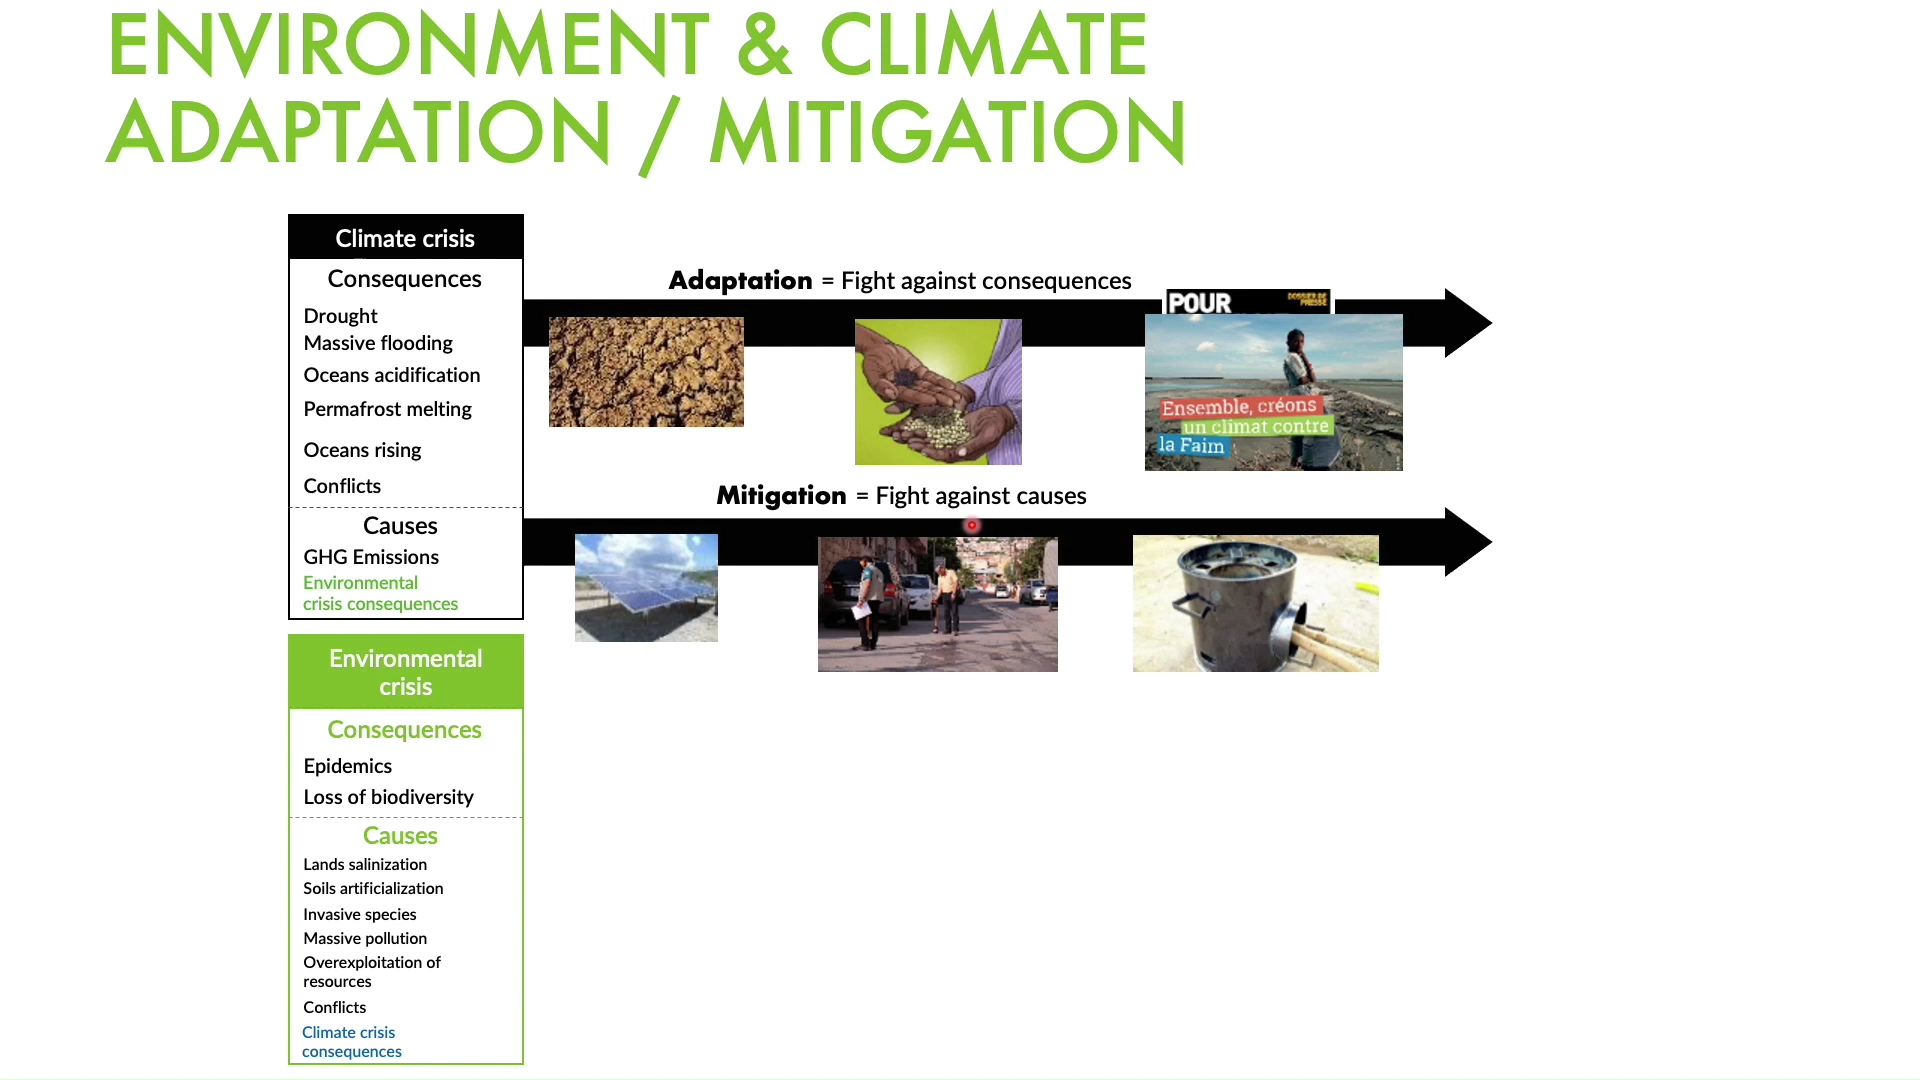 ENVIRONMENT & CLIMATE
ADAPTATION / MITIGATION
Climate crisis
Consequences
Drought
Massive flooding
Oceans acidification
Permafrost melting
Oceans rising
Conflicts
Causes
GHG Emissions
Environmental
crisis consequences
Adaptation = Fight against consequences
POUR
DOSSIER DE
PRESSE
Ensemble, créons
un climat contre
la Faim
Mitigation = Fight against causes
Environmental
crisis
Consequences
Epidemics
Loss of biodiversity
Causes
Lands salinization
Soils artificialization
Invasive species
Massive pollution
Overexploitation of
resources
Conflicts
Climate crisis
consequences